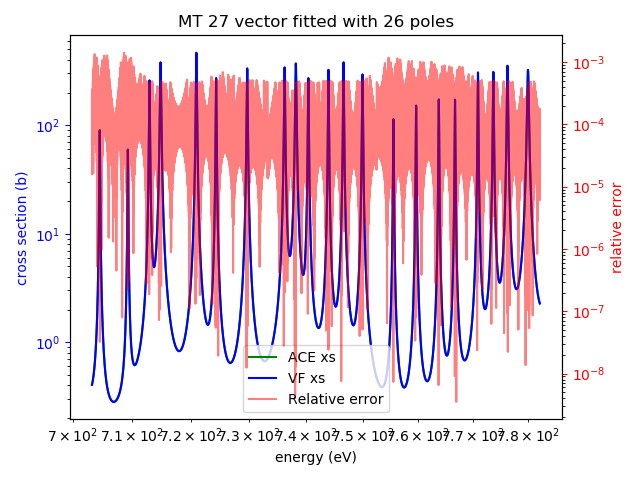 MT 27 vector fitted with 26 poles
cross section (b)
10²
10¹
10⁰
10⁻³
10⁻⁴
10⁻⁵
10⁻⁶
10⁻⁷
10⁻⁸
relative error
ACE xs
VF xs
Relative error
7 × 10² 7.1 × 10² 7.2 × 10² 7.3 × 10² 7.4 × 10² 7.5 × 10² 7.6 × 10² 7.7 × 10² 7.8 × 10²
energy (eV)